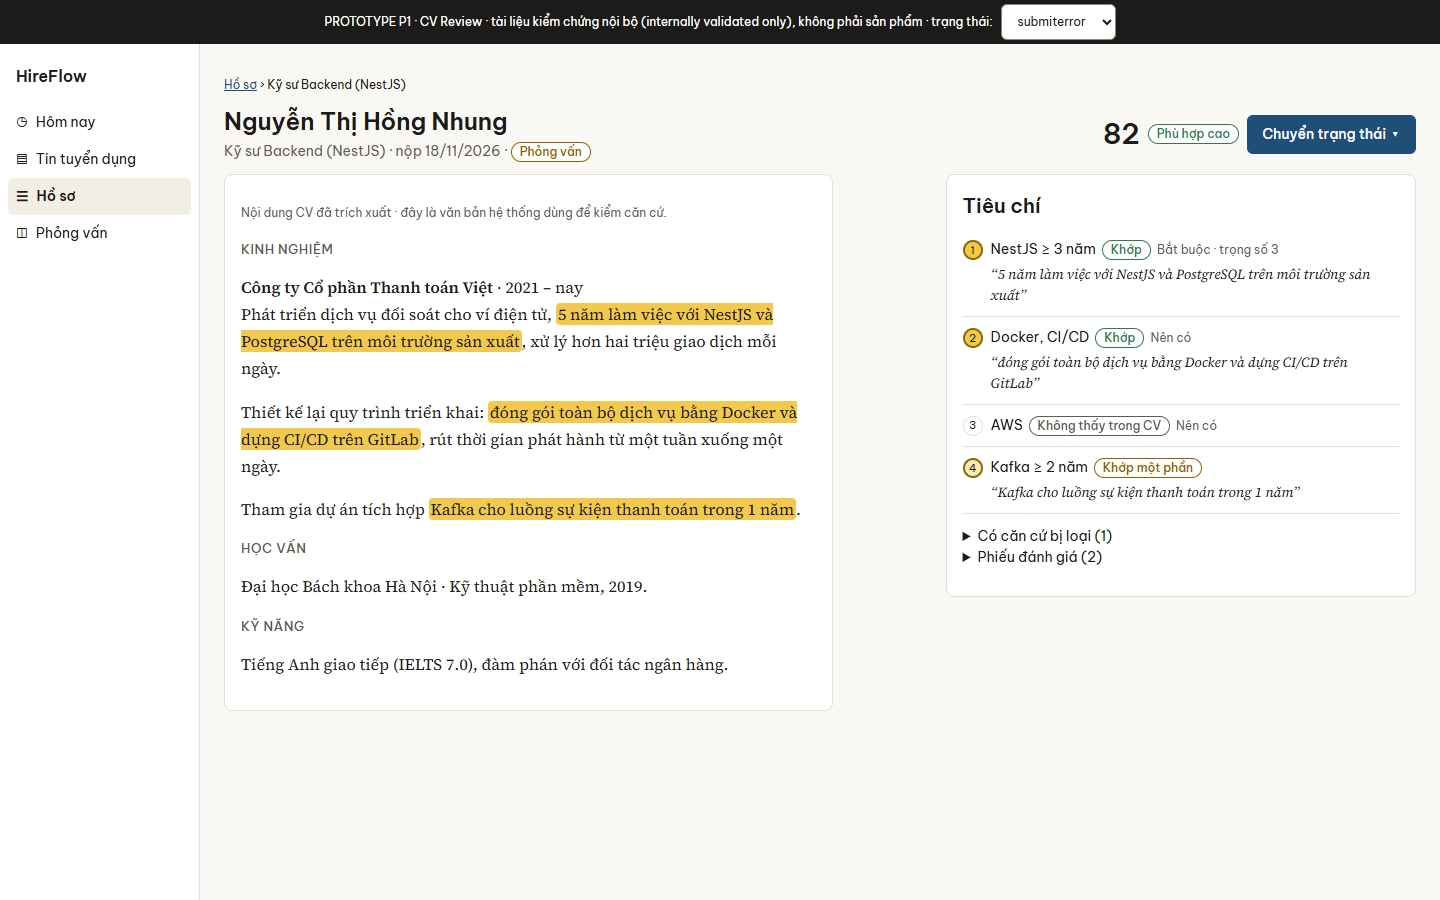 PROTOTYPE P1 · CV Review · tài liệu kiểm chứng nội bộ (internally validated only), không phải sản phẩm · trạng thái: submiterror
HireFlow
Hôm nay
Tin tuyển dụng
Hồ sơ
Phỏng vấn
Hồ sơ › Kỹ sư Backend (NestJS)
Nguyễn Thị Hồng Nhung
Kỹ sư Backend (NestJS) · nộp 18/11/2026 · Phỏng vấn
82 Phù hợp cao Chuyển trạng thái ▾
Nội dung CV đã trích xuất · đây là văn bản hệ thống dùng để kiểm căn cứ.
KINH NGHIỆM
Công ty Cổ phần Thanh toán Việt · 2021 – nay
Phát triển dịch vụ đối soát cho ví điện tử, 5 năm làm việc với NestJS và
PostgreSQL trên môi trường sản xuất, xử lý hơn hai triệu giao dịch mỗi
ngày.
Thiết kế lại quy trình triển khai: đóng gói toàn bộ dịch vụ bằng Docker và
dựng CI/CD trên GitLab, rút thời gian phát hành từ một tuần xuống một
ngày.
Tham gia dự án tích hợp Kafka cho luồng sự kiện thanh toán trong 1 năm.
HỌC VẤN
Đại học Bách khoa Hà Nội · Kỹ thuật phần mềm, 2019.
KỸ NĂNG
Tiếng Anh giao tiếp (IELTS 7.0), đàm phán với đối tác ngân hàng.
Tiêu chí
1 NestJS ≥ 3 năm Khớp Bắt buộc · trọng số 3
“5 năm làm việc với NestJS và PostgreSQL trên môi trường sản
xuất”
2 Docker, CI/CD Khớp Nên có
“đóng gói toàn bộ dịch vụ bằng Docker và dựng CI/CD trên
GitLab”
3 AWS Không thấy trong CV Nên có
4 Kafka ≥ 2 năm Khớp một phần
“Kafka cho luồng sự kiện thanh toán trong 1 năm”
▶ Có căn cứ bị loại (1)
▶ Phiếu đánh giá (2)